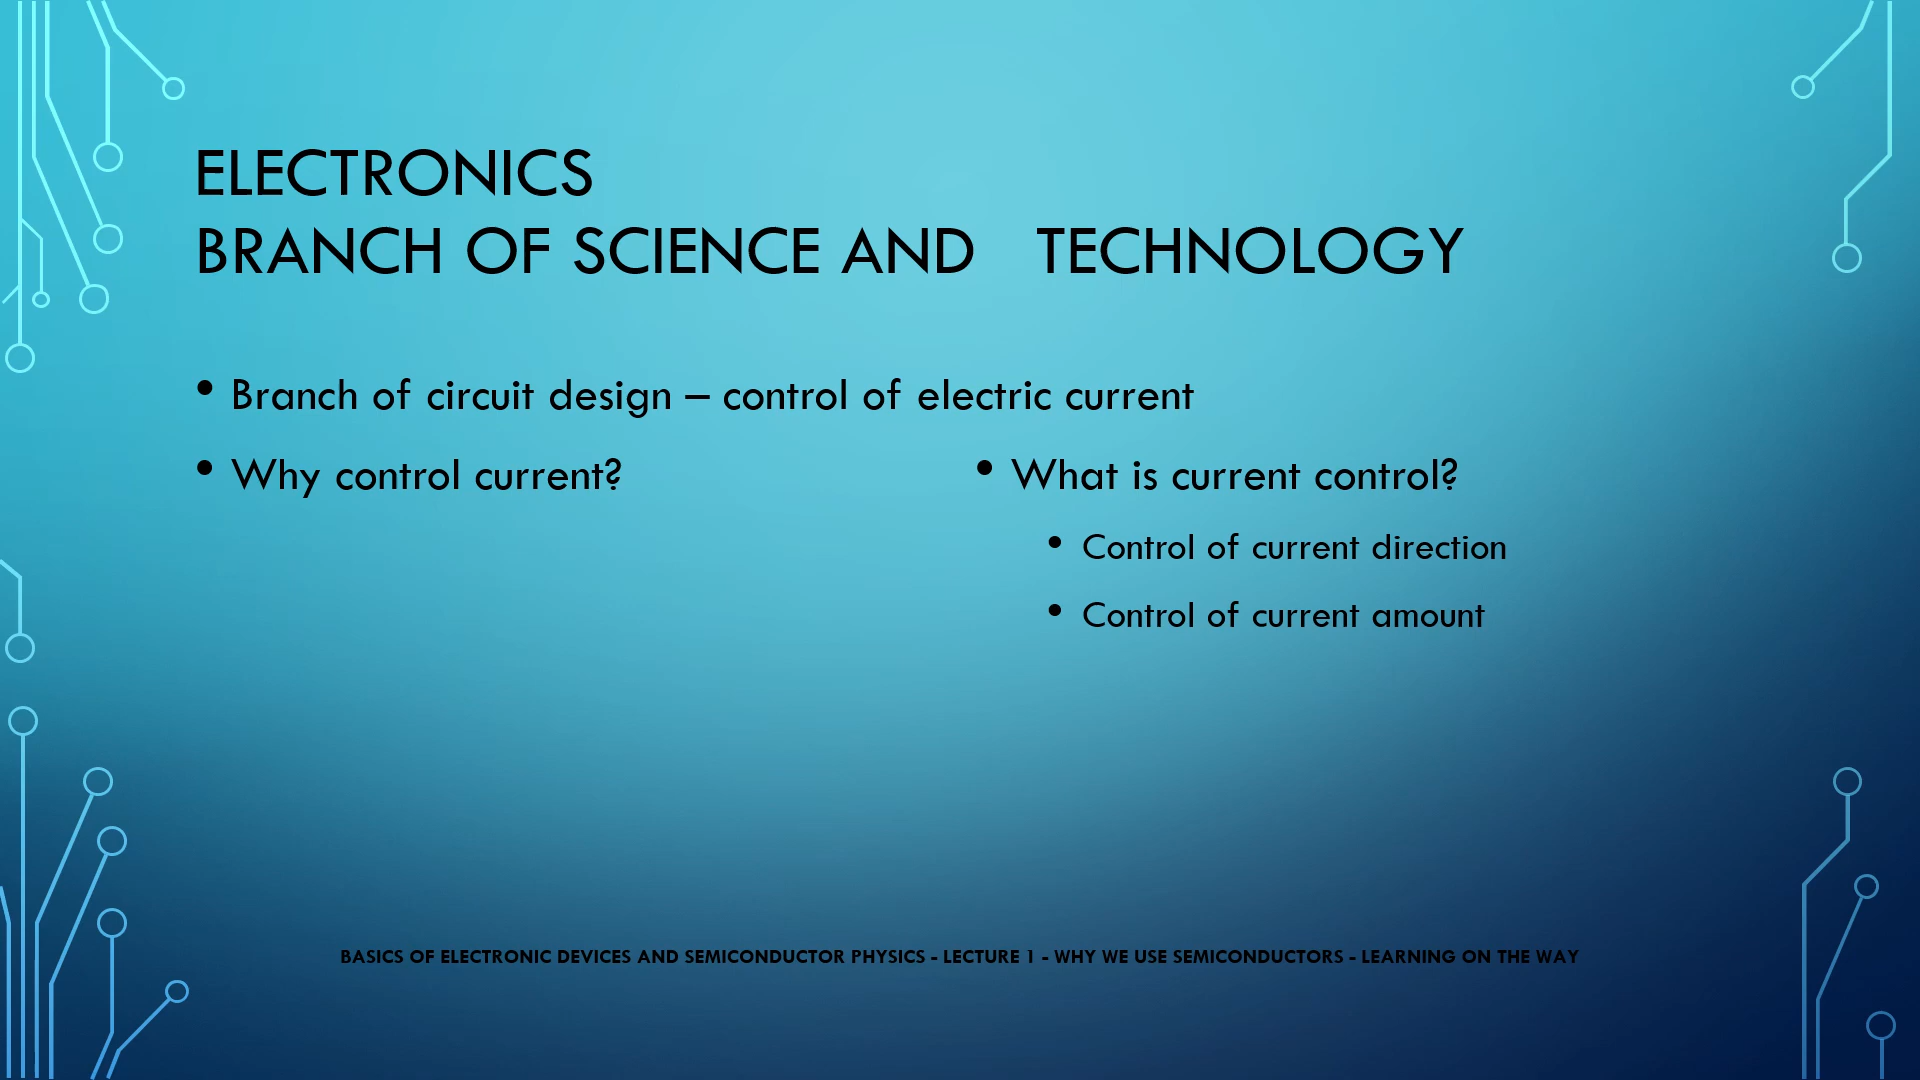 ELECTRONICS
BRANCH OF SCIENCE AND TECHNOLOGY
• Branch of circuit design – control of electric current
• Why control current?
• What is current control?
• Control of current direction
• Control of current amount
BASICS OF ELECTRONIC DEVICES AND SEMICONDUCTOR PHYSICS - LECTURE 1 - WHY WE USE SEMICONDUCTORS - LEARNING ON THE WAY